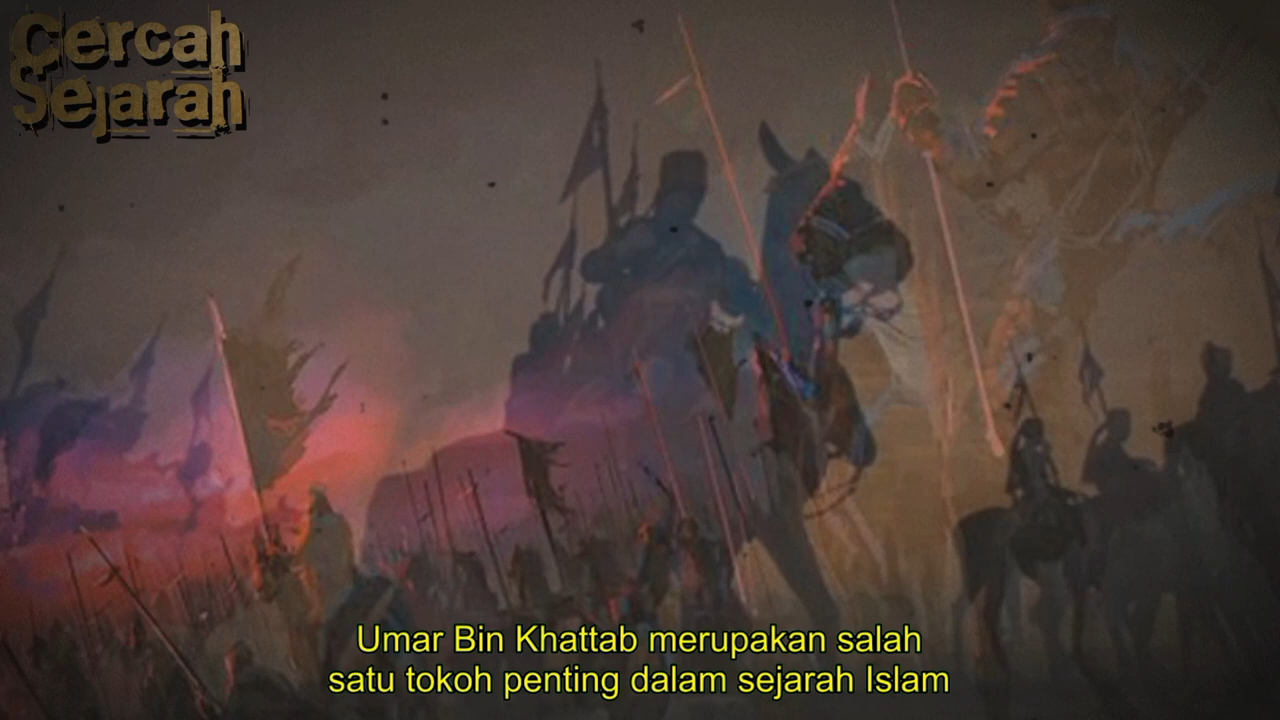 Cercah
Sejarah
Umar Bin Khattab merupakan salah
satu tokoh penting dalam sejarah Islam